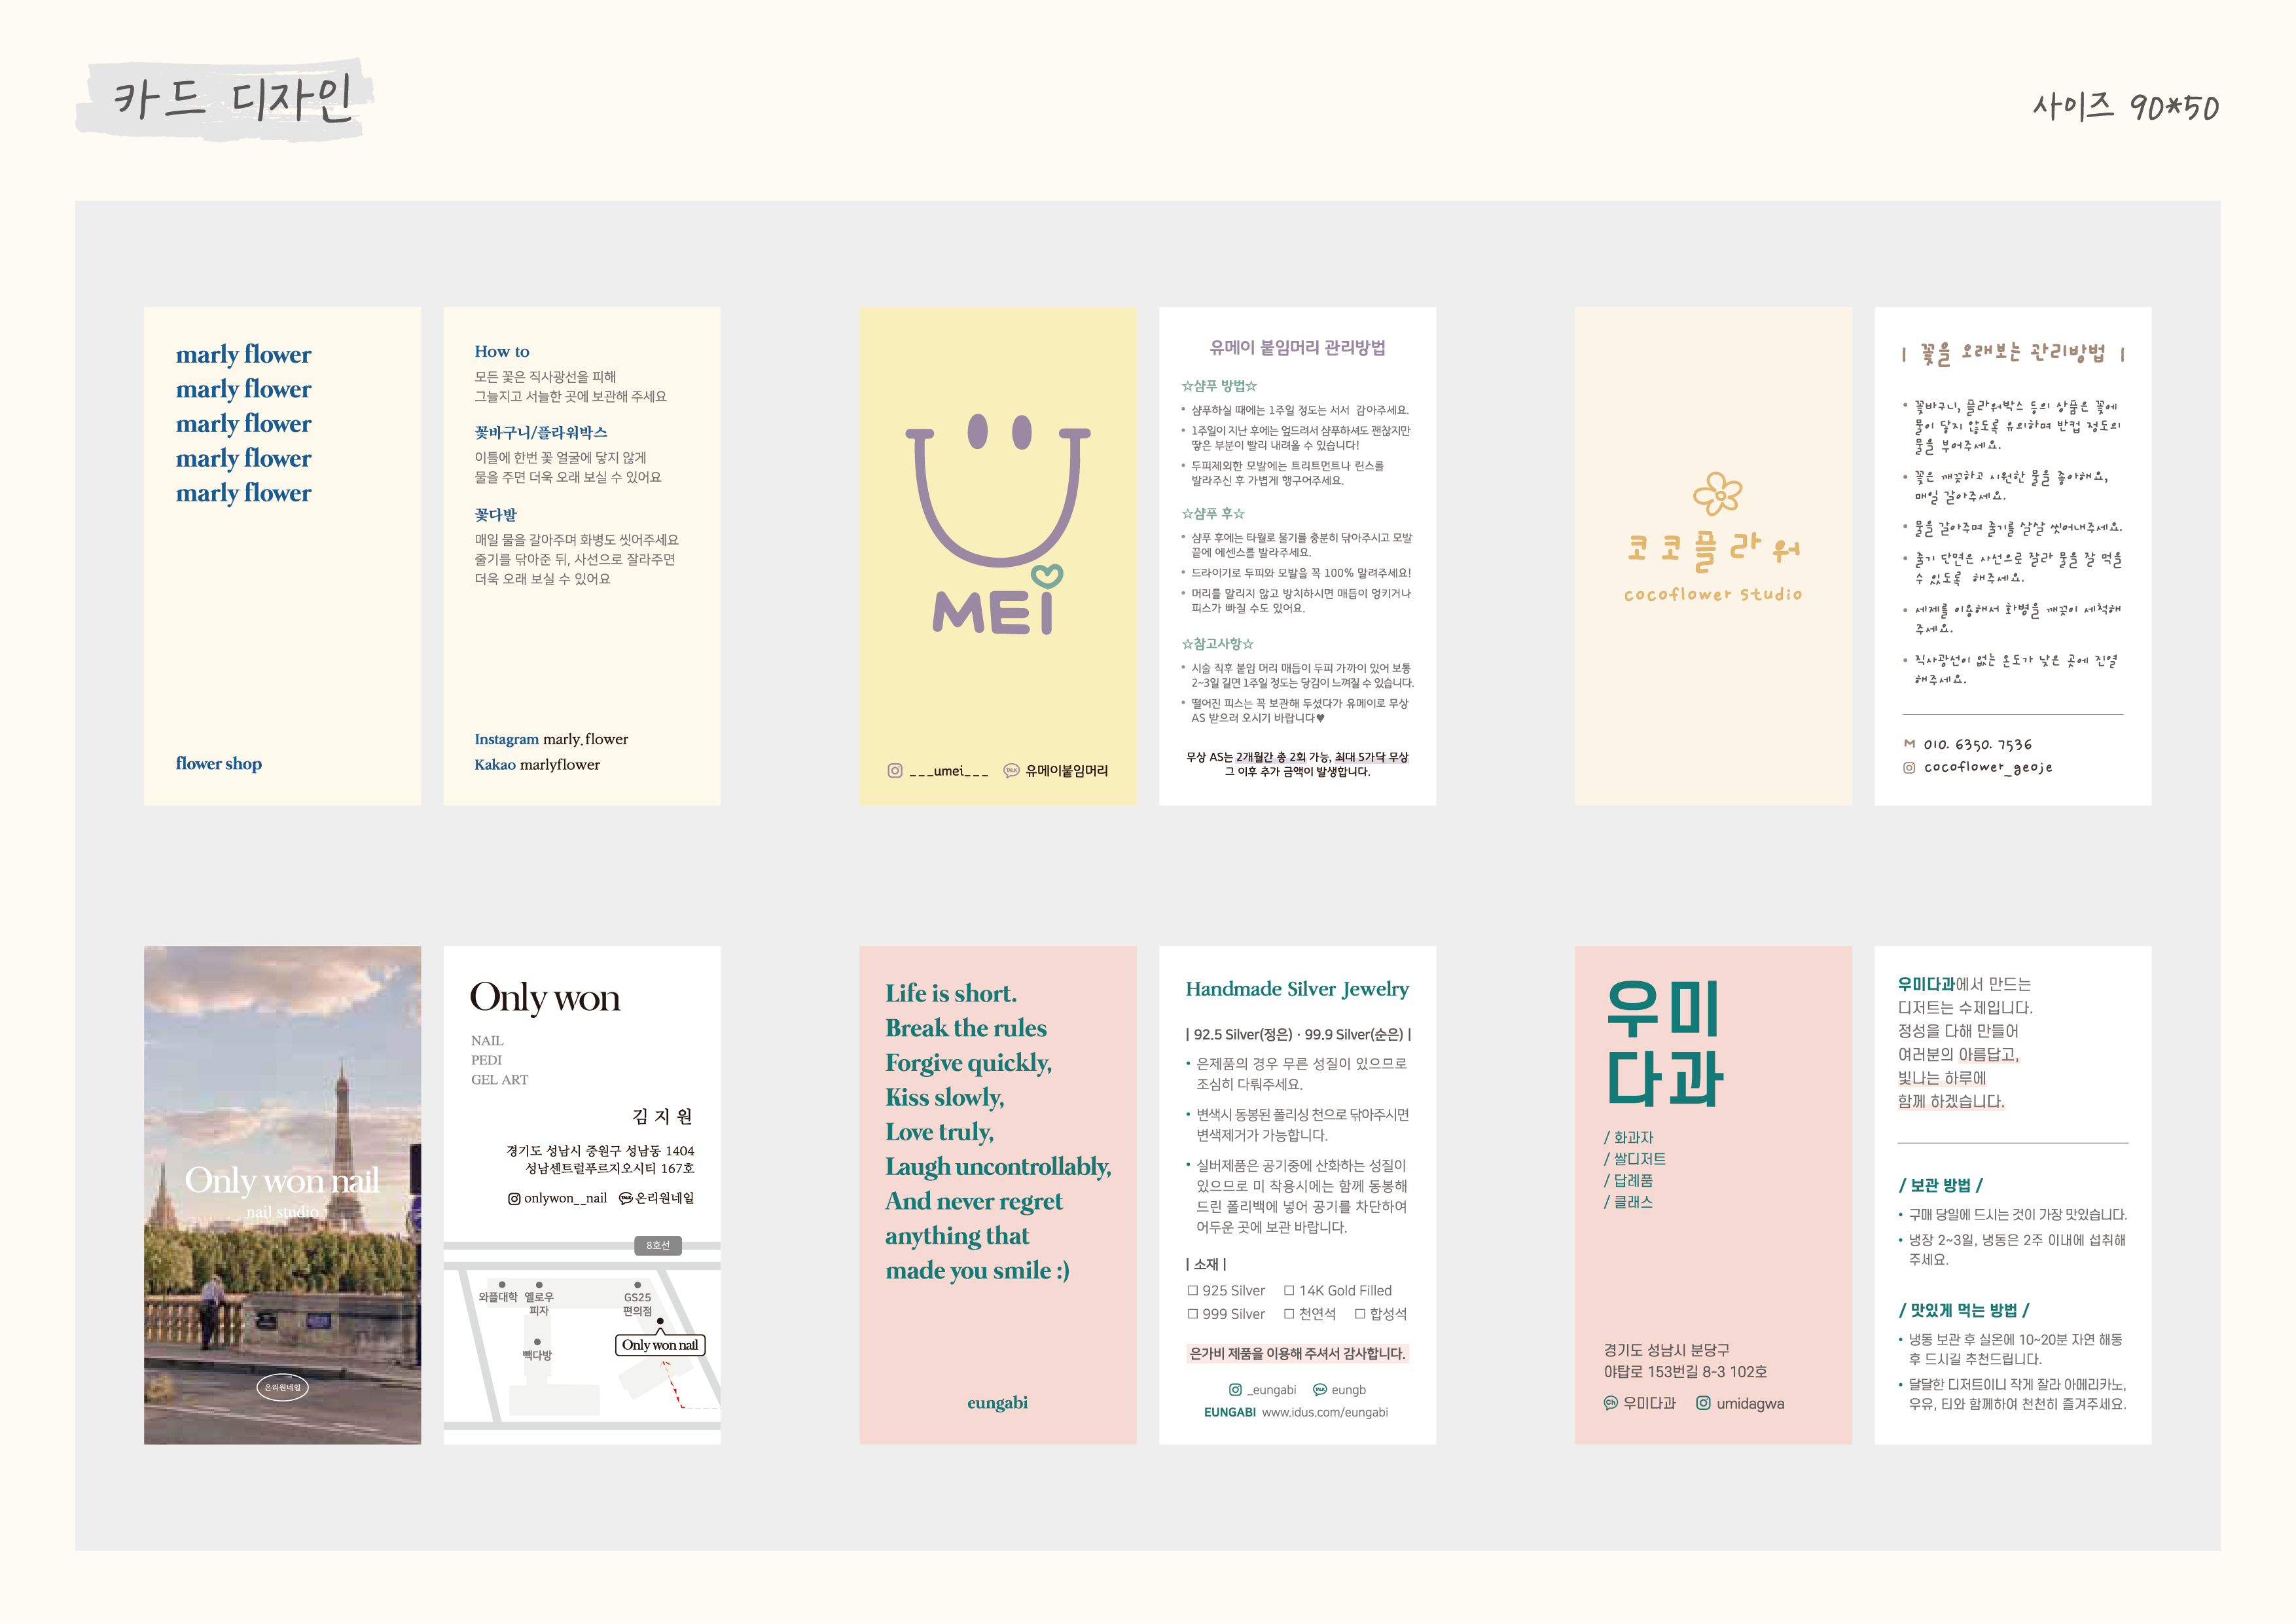 카드 디자인
사이즈 90*50
marly flower
marly flower
marly flower
marly flower
marly flower
flower shop
How to
모든 꽃은 직사광선을 피해
그늘지고 서늘한 곳에 보관해 주세요
꽃바구니/플라워박스
이틀에 한번 꽃 얼굴에 닿지 않게
물을 주면 더욱 오래 보실 수 있어요
꽃다발
매일 물을 갈아주며 화병도 씻어주세요
줄기를 닦아준 뒤, 사선으로 잘라주면
더욱 오래 보실 수 있어요
Instagram marly.flower
Kakao marlyflower
U
MEi
___umei___ TALK 유메이붙임머리
유메이 붙임머리 관리방법
☆샴푸 방법☆
• 샴푸하실 때에는 1주일 정도는 서서 감아주세요.
• 1주일이 지난 후에는 엎드려서 샴푸하셔도 괜찮지만
땋은 부분이 빨리 내려올 수 있습니다!
• 두피제외한 모발에는 트리트먼트나 린스를
발라주신 후 가볍게 헹구어주세요.
☆샴푸 후☆
• 샴푸 후에는 타월로 물기를 충분히 닦아주시고 모발
끝에 에센스를 발라주세요.
• 드라이기로 두피와 모발을 꼭 100% 말려주세요!
• 머리를 말리지 않고 방치하시면 매듭이 엉키거나
피스가 빠질 수도 있어요.
☆참고사항☆
• 시술 직후 붙임 머리 매듭이 두피 가까이 있어 보통
2~3일 길면 1주일 정도는 당김이 느껴질 수 있습니다.
• 떨어진 피스는 꼭 보관해 두셨다가 유메이로 무상
AS 받으러 오시기 바랍니다♥
무상 AS는 2개월간 총 2회 가능, 최대 5가닥 무상
그 이후 추가 금액이 발생합니다.
코코플라워
cocoflower studio
| 꽃을 오래보는 관리방법 |
• 꽃바구니, 플라워박스 등의 상품은 꽃에
물이 닿지 않도록 유의하며 반컵 정도의
물을 부어주세요.
• 꽃은 깨끗하고 시원한 물을 좋아해요,
매일 갈아주세요.
• 물을 갈아주며 줄기를 살살 씻어내주세요.
• 줄기 단면은 사선으로 잘라 물을 잘 먹을
수 있도록 해주세요.
• 세제를 이용해서 화병을 깨끗이 세척해
주세요.
• 직사광선이 없는 온도가 낮은 곳에 진열
해주세요.
M 010. 6350. 7536
cocoflower_geoje
Only won nail
nail studio
온리원네일
Only won
NAIL
PEDI
GEL ART
김지원
경기도 성남시 중원구 성남동 1404
성남센트럴푸르지오시티 167호
onlywon__nail TALK 온리원네일
8호선
와플대학 옐로우 피자 GS25 편의점
빽다방
Only won nail
Life is short.
Break the rules
Forgive quickly,
Kiss slowly,
Love truly,
Laugh uncontrollably,
And never regret
anything that
made you smile :)
eungabi
Handmade Silver Jewelry
| 92.5 Silver(정은) · 99.9 Silver(순은) |
• 은제품의 경우 무른 성질이 있으므로
조심히 다뤄주세요.
• 변색시 동봉된 폴리싱 천으로 닦아주시면
변색제거가 가능합니다.
• 실버제품은 공기중에 산화하는 성질이
있으므로 미 착용시에는 함께 동봉해
드린 폴리백에 넣어 공기를 차단하여
어두운 곳에 보관 바랍니다.
| 소재 |
☐ 925 Silver ☐ 14K Gold Filled
☐ 999 Silver ☐ 천연석 ☐ 합성석
은가비 제품을 이용해 주셔서 감사합니다.
_eungabi TALK eungb
EUNGABI www.idus.com/eungabi
우미
다과
/ 화과자
/ 쌀디저트
/ 답례품
/ 클래스
경기도 성남시 분당구
야탑로 153번길 8-3 102호
Ch 우미다과 umidagwa
우미다과에서 만드는
디저트는 수제입니다.
정성을 다해 만들어
여러분의 아름답고,
빛나는 하루에
함께 하겠습니다.
/ 보관 방법 /
• 구매 당일에 드시는 것이 가장 맛있습니다.
• 냉장 2~3일, 냉동은 2주 이내에 섭취해
주세요.
/ 맛있게 먹는 방법 /
• 냉동 보관 후 실온에 10~20분 자연 해동
후 드시길 추천드립니다.
• 달달한 디저트이니 작게 잘라 아메리카노,
우유, 티와 함께하여 천천히 즐겨주세요.